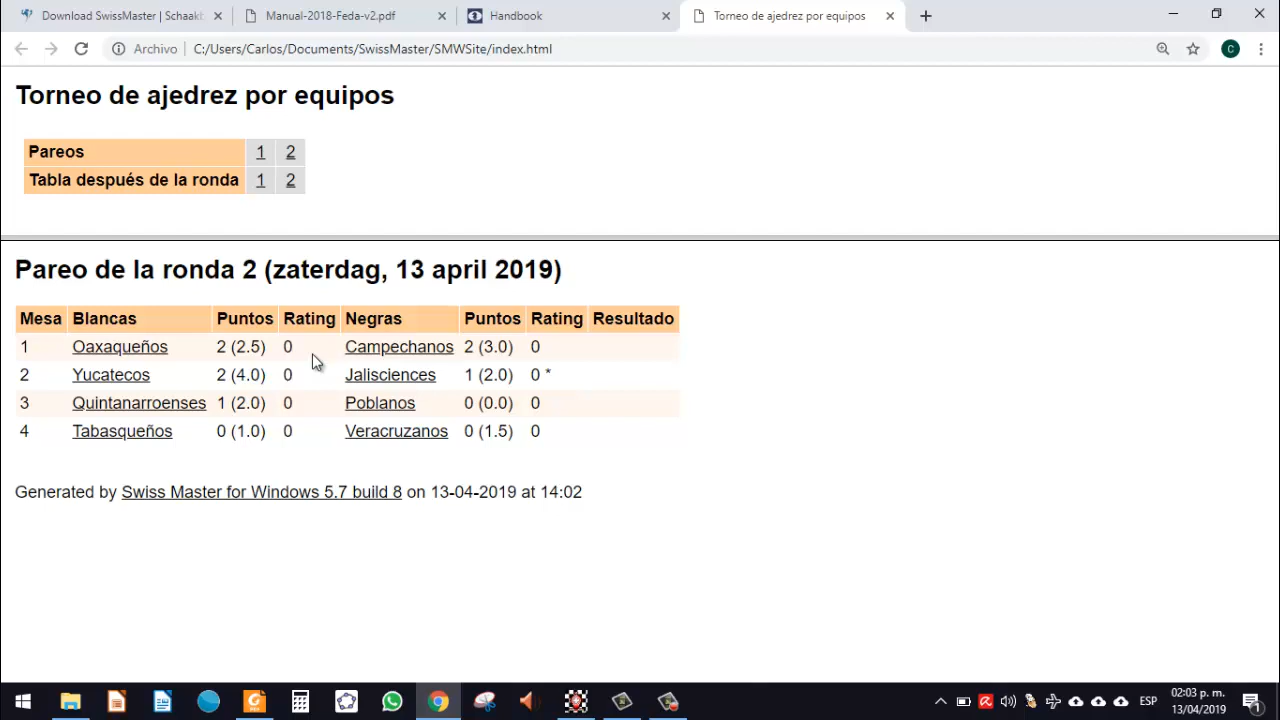 Download SwissMaster | Schaakb
Manual-2018-Feda-v2.pdf
Handbook
Torneo de ajedrez por equipos
Archivo | C:/Users/Carlos/Documents/SwissMaster/SMWSite/index.html
C
Torneo de ajedrez por equipos
Pareos 1 2
Tabla después de la ronda 1 2
Pareo de la ronda 2 (zaterdag, 13 april 2019)
Mesa Blancas Puntos Rating Negras Puntos Rating Resultado
1 Oaxaqueños 2 (2.5) 0 Campechanos 2 (3.0) 0
2 Yucatecos 2 (4.0) 0 Jalisciences 1 (2.0) 0 *
3 Quintanarroenses 1 (2.0) 0 Poblanos 0 (0.0) 0
4 Tabasqueños 0 (1.0) 0 Veracruzanos 0 (1.5) 0
Generated by Swiss Master for Windows 5.7 build 8 on 13-04-2019 at 14:02
ESP
02:03 p. m.
13/04/2019
1